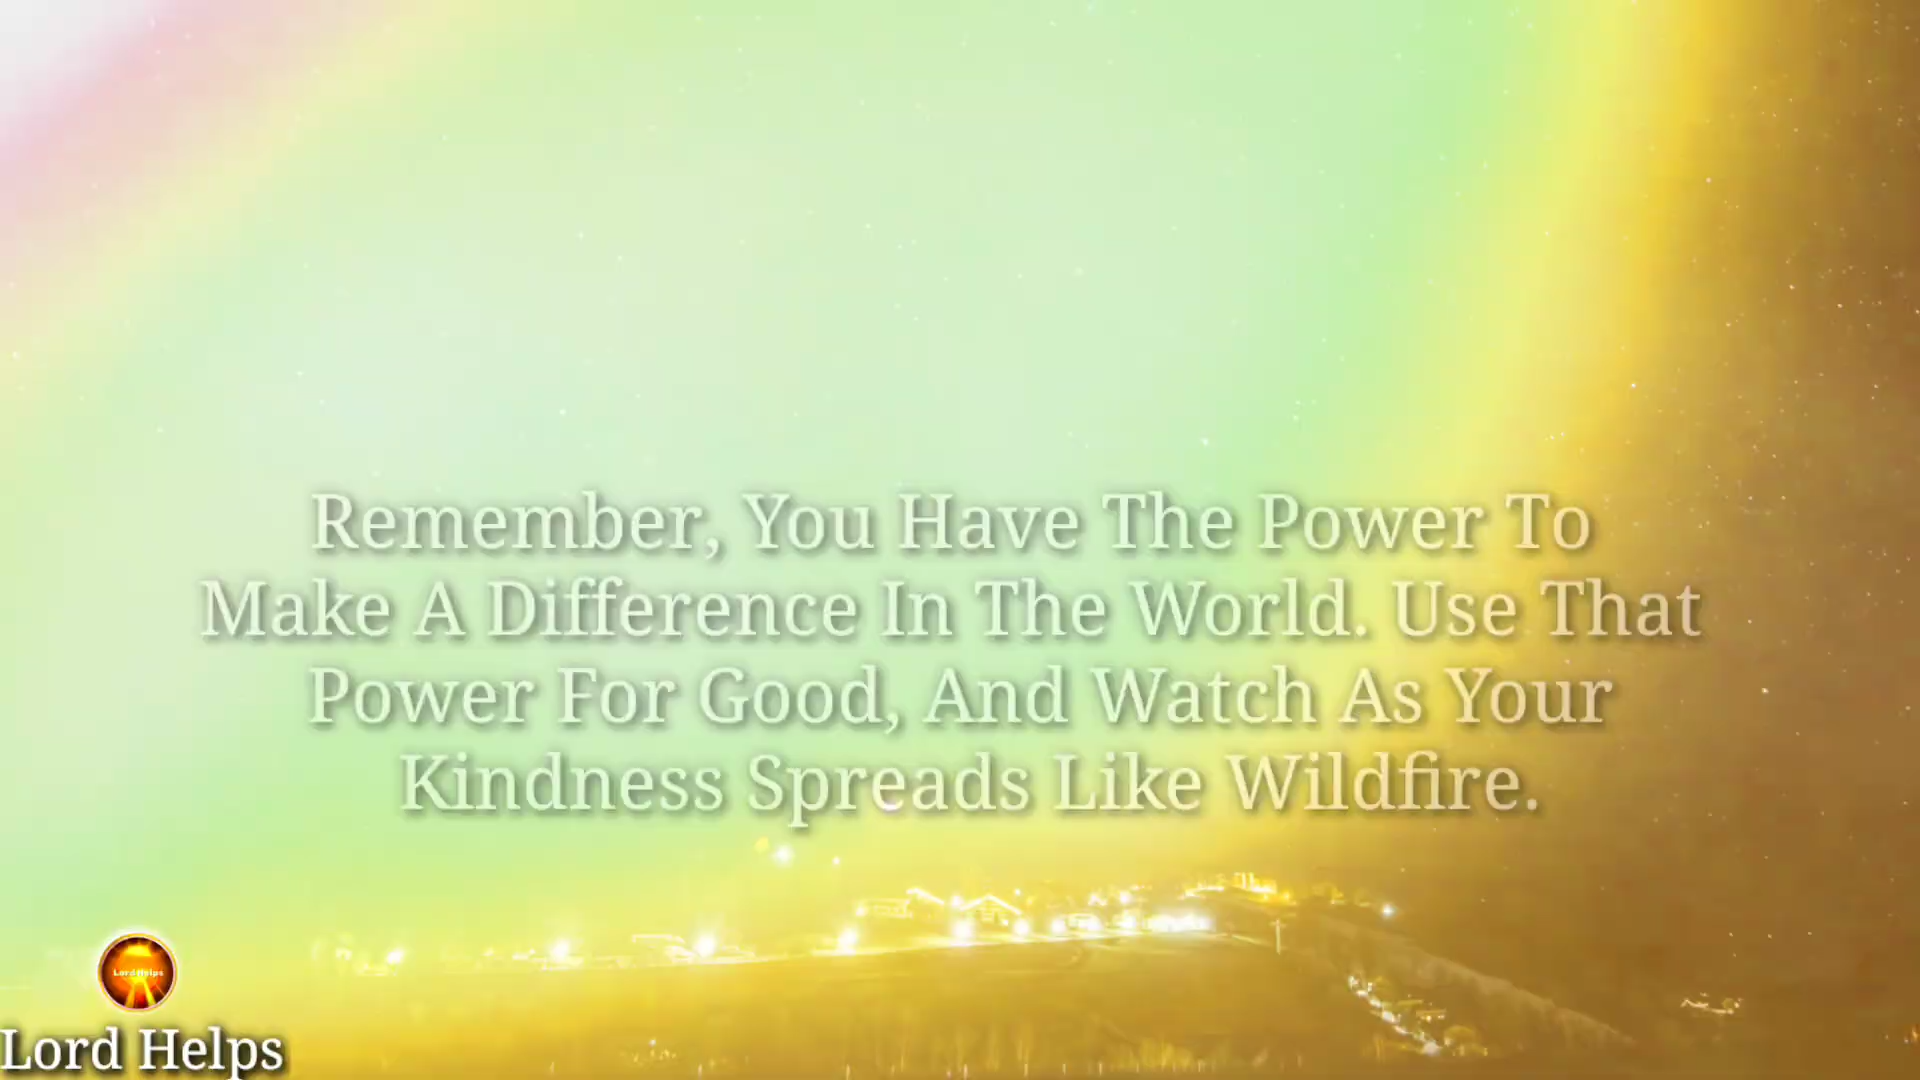 Remember, You Have The Power To
Make A Difference In The World. Use That
Power For Good, And Watch As Your
Kindness Spreads Like Wildfire.
LordHelps
Lord Helps